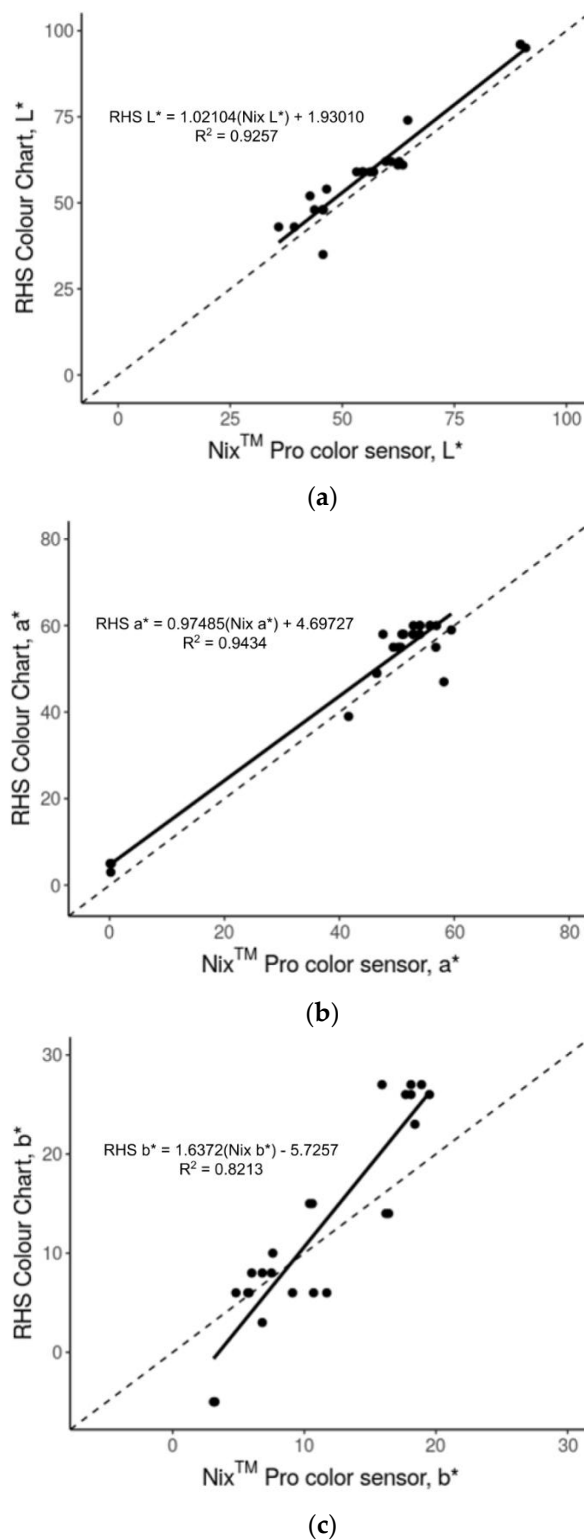 100
75
50
25
0
RHS Colour Chart, L*
RHS L* = 1.02104(Nix L*) + 1.93010
R² = 0.9257
0 25 50 75 100
Nix™ Pro color sensor, L*
(a)
80
60
40
20
0
RHS Colour Chart, a*
RHS a* = 0.97485(Nix a*) + 4.69727
R² = 0.9434
0 20 40 60 80
Nix™ Pro color sensor, a*
(b)
30
20
10
0
RHS Colour Chart, b*
RHS b* = 1.6372(Nix b*) - 5.7257
R² = 0.8213
0 10 20 30
Nix™ Pro color sensor, b*
(c)